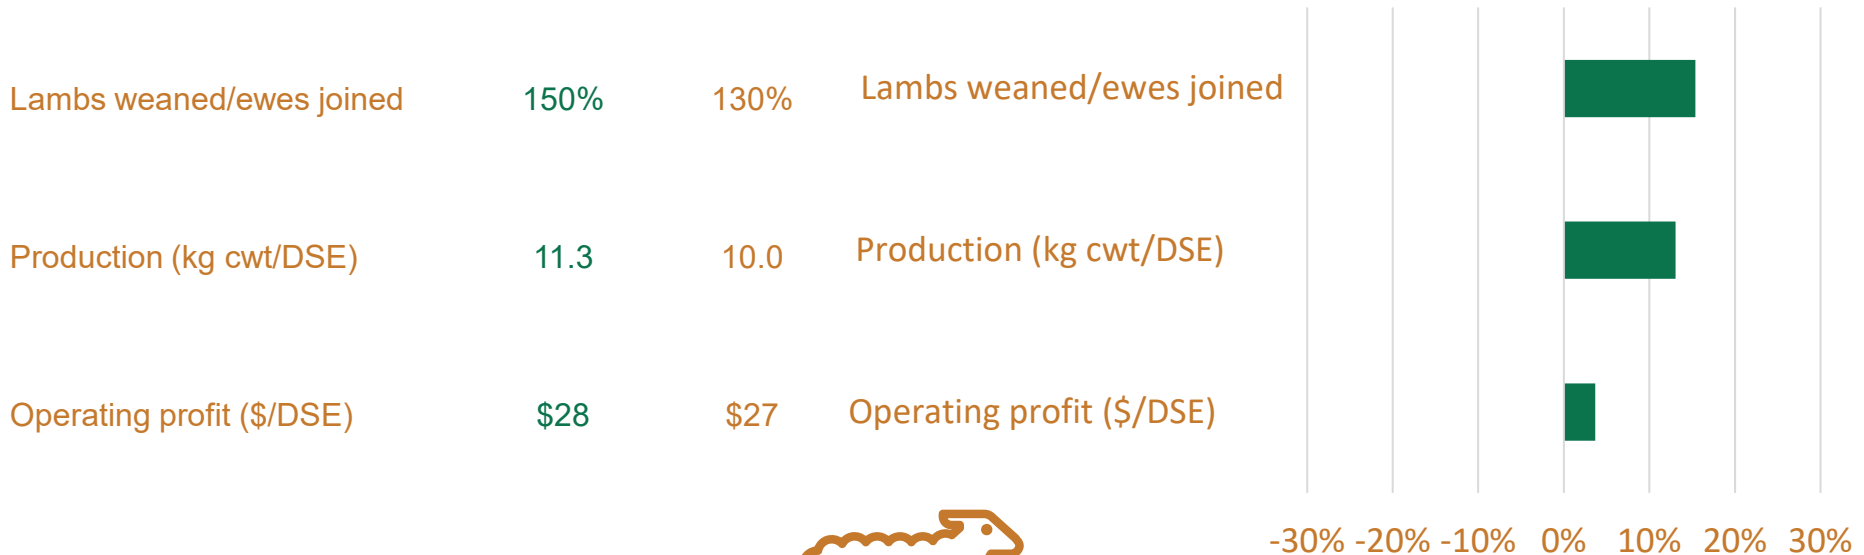 Lambs weaned/ewes joined 150% 130% Lambs weaned/ewes joined
Production (kg cwt/DSE) 11.3 10.0 Production (kg cwt/DSE)
Operating profit ($/DSE) $28 $27 Operating profit ($/DSE)
-30% -20% -10% 0% 10% 20% 30%